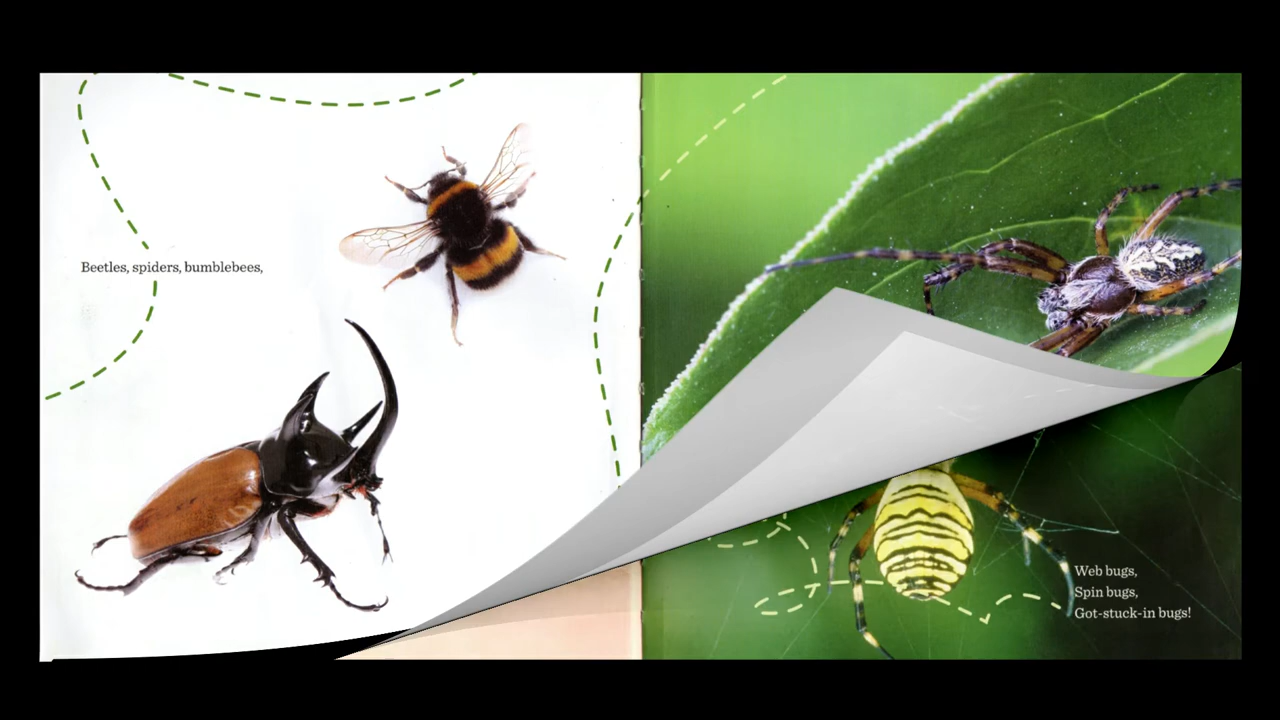 Beetles, spiders, bumblebees,
Web bugs,
Spin bugs,
Got-stuck-in bugs!